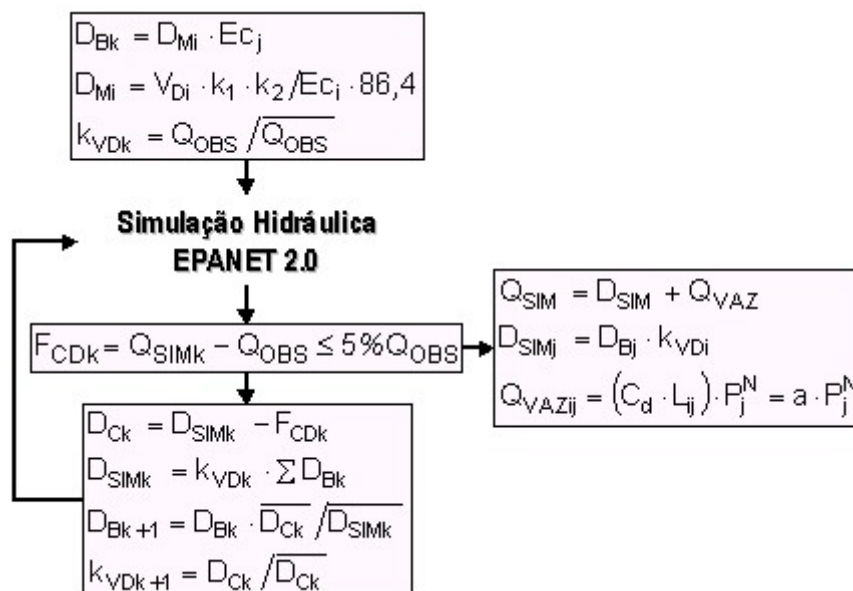 D_Bk = D_Mi · Ec_j
D_Mi = V_Di · k_1 · k_2 / Ec_i · 86,4
k_VDk = Q_OBS / \overline{Q_OBS}
Simulação Hidráulica
EPANET 2.0
F_CDk = Q_SIMk − Q_OBS ≤ 5%Q_OBS
Q_SIM = D_SIM + Q_VAZ
D_SIMj = D_Bj · k_VDi
Q_VAZij = (C_d · L_ij) · P_j^N = a · P_j^N
D_Ck = D_SIMk − F_CDk
D_SIMk = k_VDk · Σ D_Bk
D_Bk+1 = D_Bk · \overline{D_Ck} / \overline{D_SIMk}
k_VDk+1 = D_Ck / \overline{D_Ck}